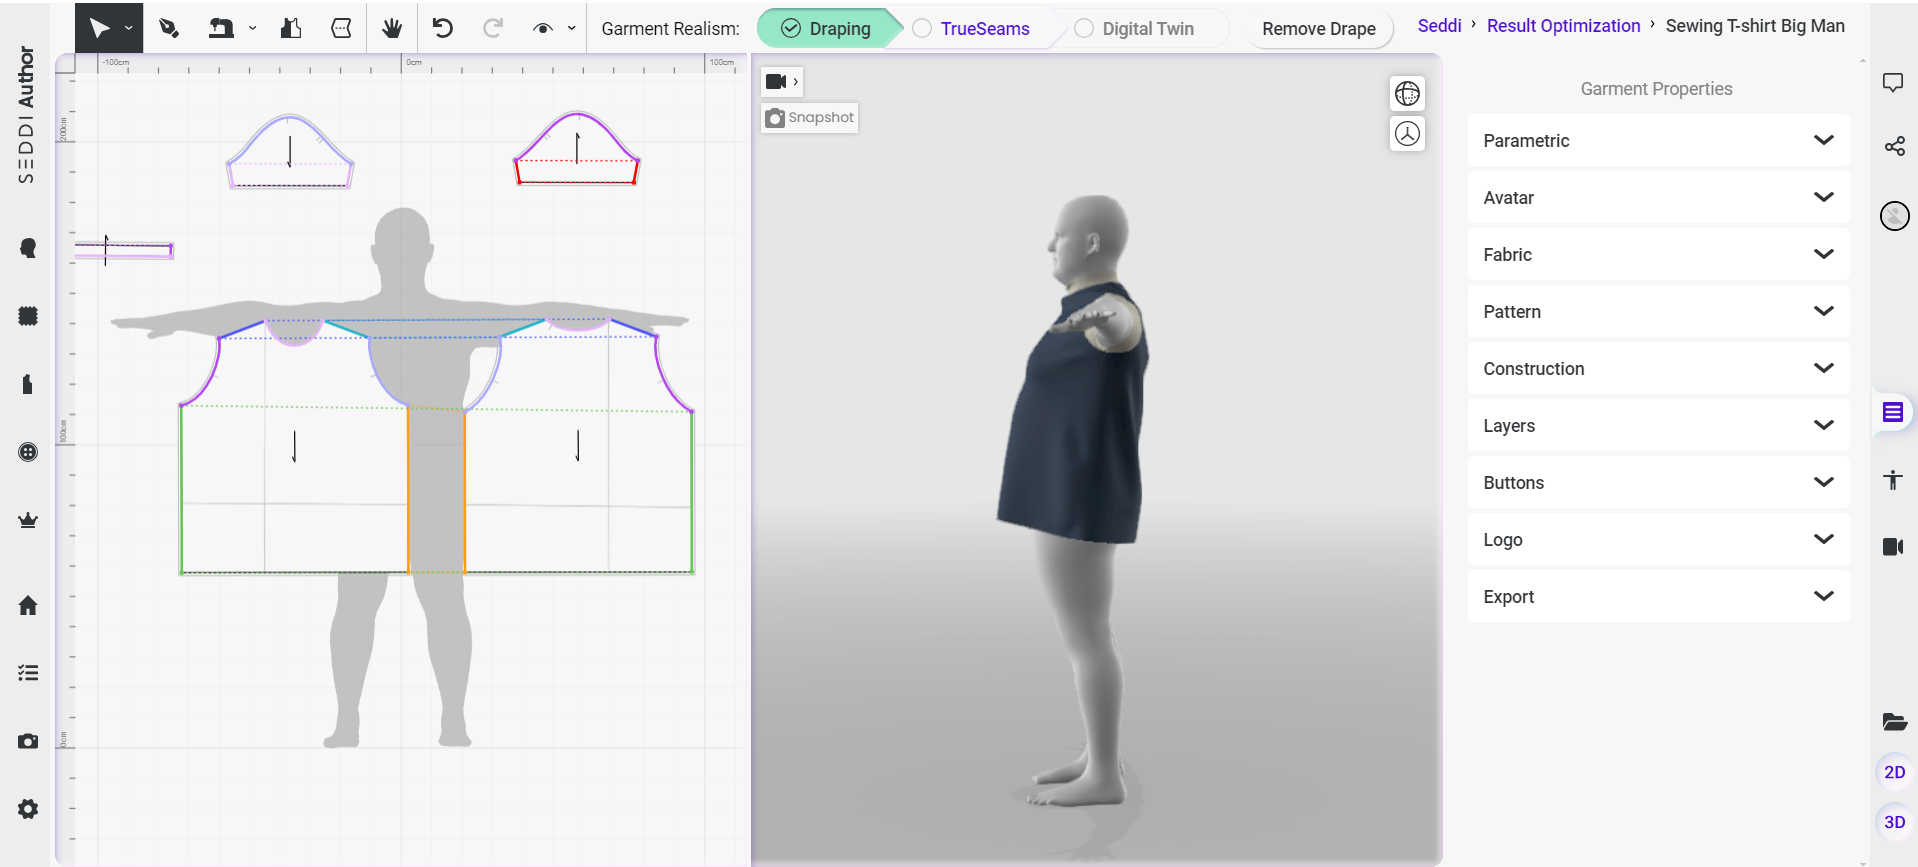 SEDDI Author
Garment Realism:
Draping
TrueSeams
Digital Twin
Remove Drape
Seddi › Result Optimization › Sewing T-shirt Big Man
-100cm
0cm
100cm
200cm
100cm
0cm
Snapshot
Garment Properties
Parametric
Avatar
Fabric
Pattern
Construction
Layers
Buttons
Logo
Export
2D
3D